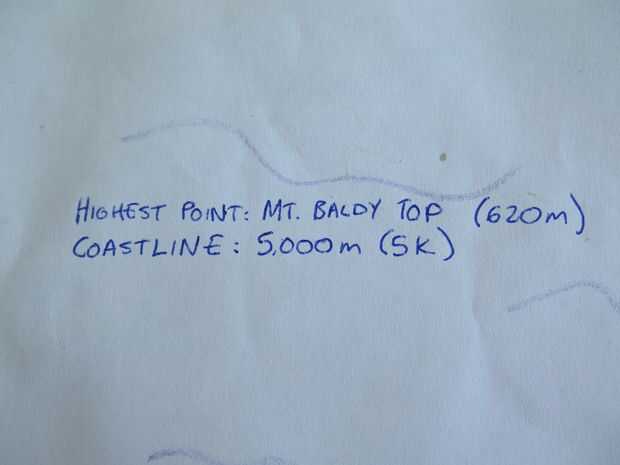 HIGHEST POINT: MT. BALDY TOP (620m)
COASTLINE: 5,000m (5K)